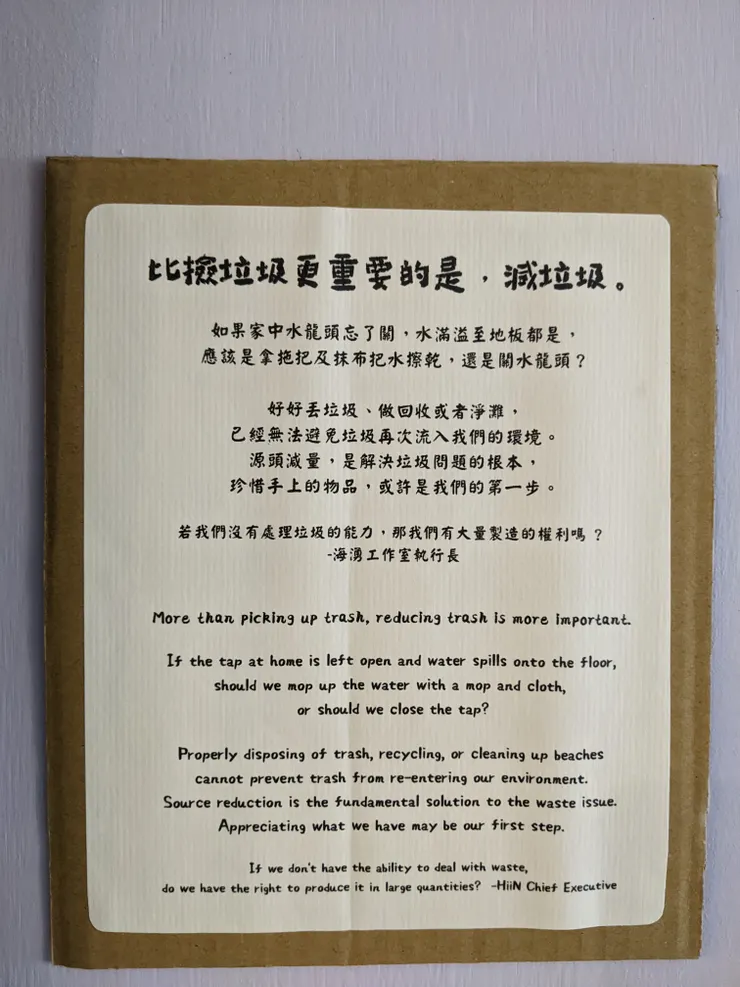 比撿垃圾更重要的是，減垃圾。
如果家中水龍頭忘了關，水滿溢至地板都是，
應該是拿拖把及抹布把水擦乾，還是關水龍頭？
好好丟垃圾、做回收或者淨灘，
已經無法避免垃圾再次流入我們的環境。
源頭減量，是解決垃圾問題的根本，
珍惜手上的物品，或許是我們的第一步。
若我們沒有處理垃圾的能力，那我們有大量製造的權利嗎？
-海湧工作室執行長
More than picking up trash, reducing trash is more important.
If the tap at home is left open and water spills onto the floor,
should we mop up the water with a mop and cloth,
or should we close the tap?
Properly disposing of trash, recycling, or cleaning up beaches
cannot prevent trash from re-entering our environment.
Source reduction is the fundamental solution to the waste issue.
Appreciating what we have may be our first step.
If we don't have the ability to deal with waste,
do we have the right to produce it in large quantities? -HiiN Chief Executive